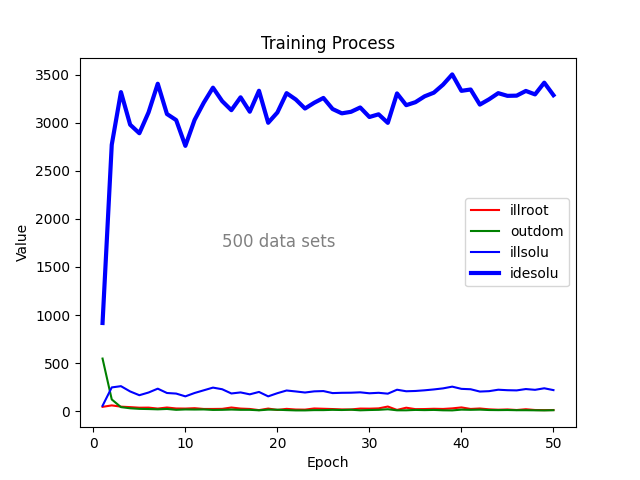 Training Process
Value
3500
3000
2500
2000
1500
1000
500
0
500 data sets
illroot
outdom
illsolu
idesolu
0 10 20 30 40 50
Epoch